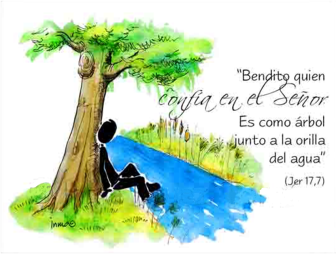 "Bendito quien
confía en el Señor
Es como árbol
junto a la orilla
del agua"
(Jer 17,7)
inma